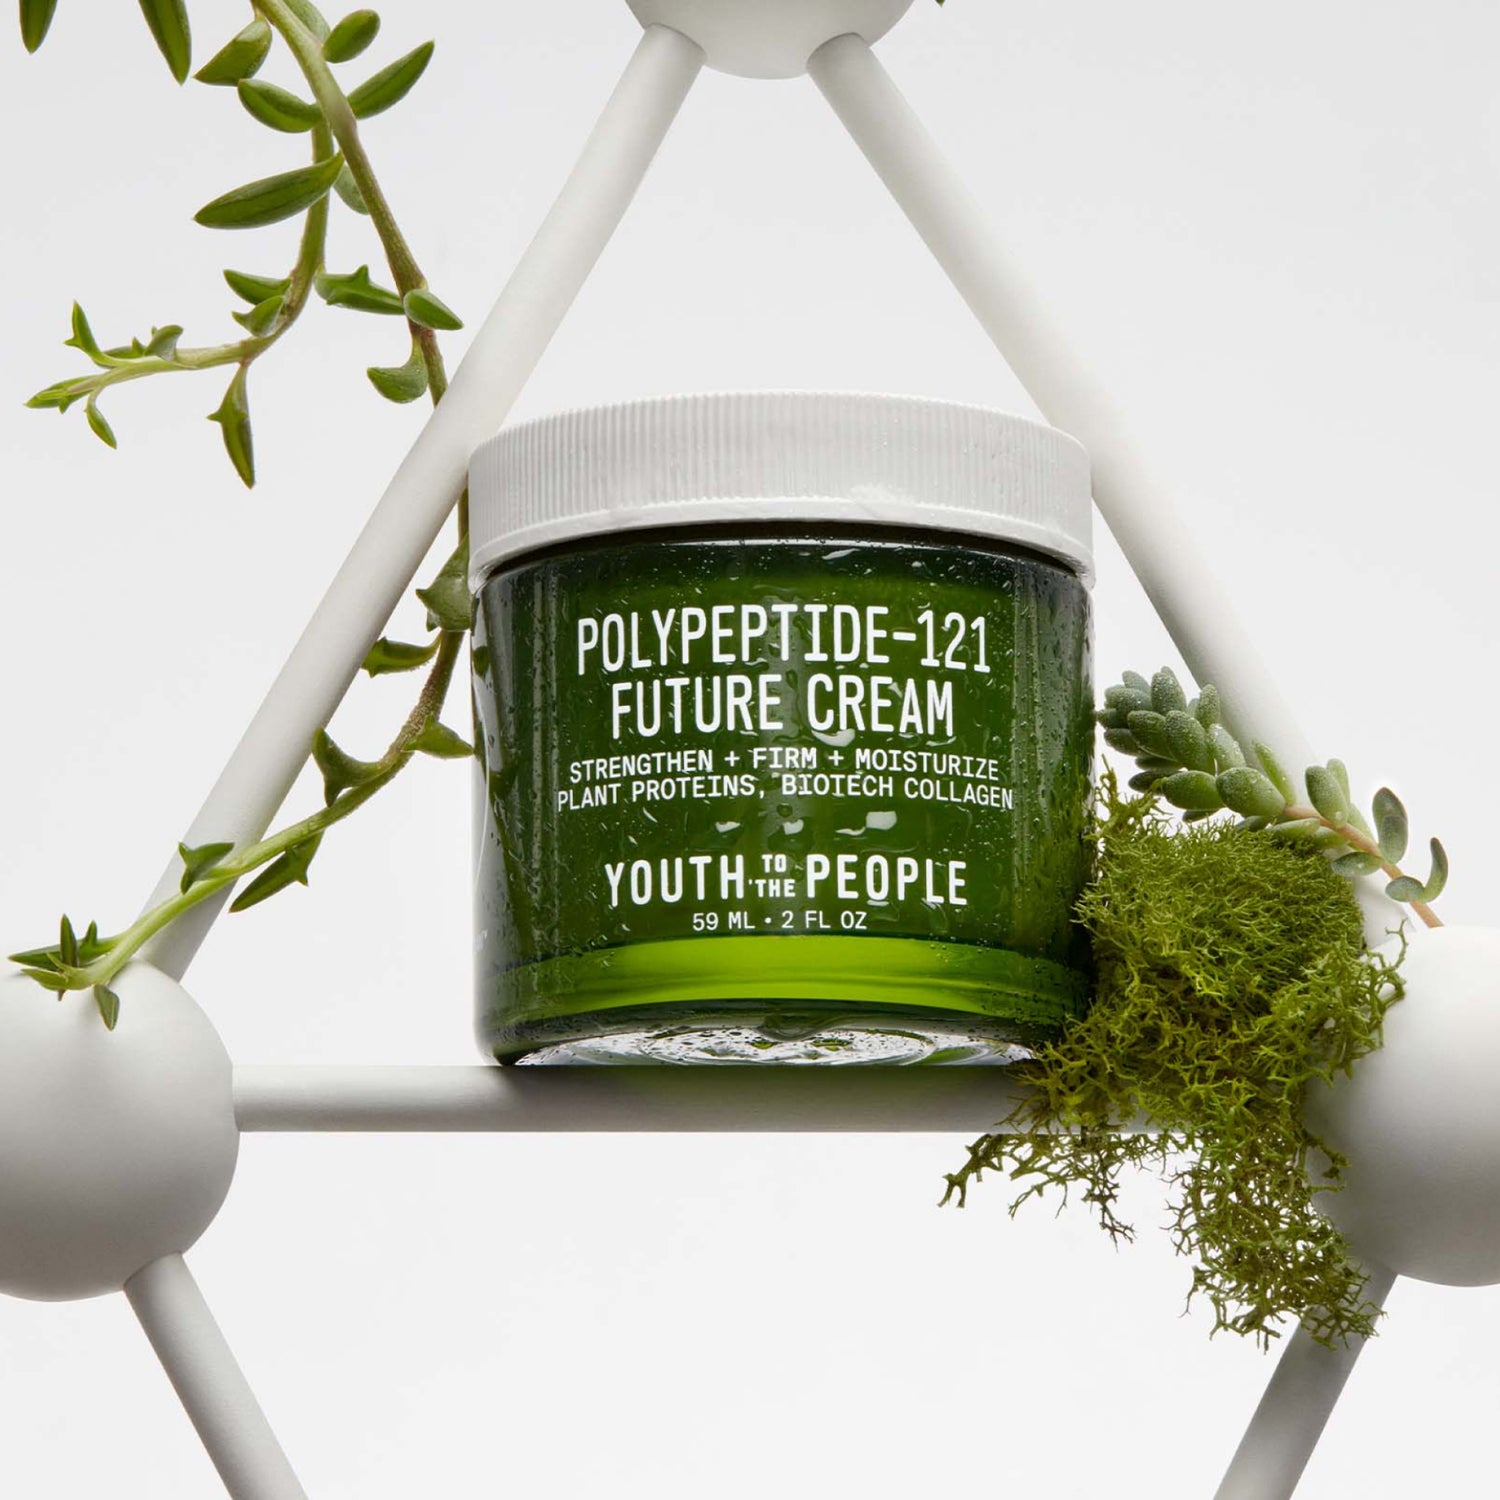 POLYPEPTIDE-121
FUTURE CREAM
STRENGTHEN + FIRM + MOISTURIZE
PLANT PROTEINS, BIOTECH COLLAGEN
YOUTH TO THE PEOPLE
59 ML • 2 FL OZ